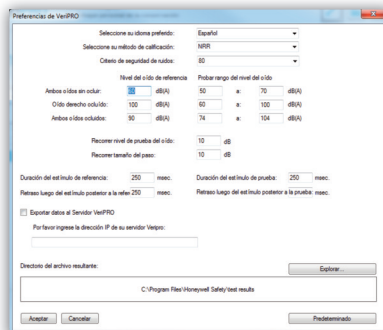 Preferencias de VeriPRO
Seleccione su idioma preferido: Español
Seleccione su método de calificación: NRR
Criterio de seguridad de ruidos: 80
Nivel del oído de referencia Probar rango del nivel del oído
Ambos oídos sin ocluir: 60 dB(A) 50 a: 70 dB(A)
Oído derecho ocluído: 100 dB(A) 60 a: 100 dB(A)
Ambos oídos ocluidos: 90 dB(A) 74 a: 104 dB(A)
Recorrer nivel de prueba del oído: 10 dB
Recorrer tamaño del paso: 10 dB
Duración del estímulo de referencia: 250 msec. Duración del estímulo de prueba: 250 msec.
Retraso luego del estímulo posterior a la refer 250 msec. Retraso luego del estímulo posterior a la prueba: msec.
Exportar datos al Servidor VeriPRO
Por favor ingrese la dirección IP de su servidor Veripro:
Directorio del archivo resultante: Explorar...
C:\Program Files\Honeywell Safety\test results
Aceptar Cancelar Predeterminado